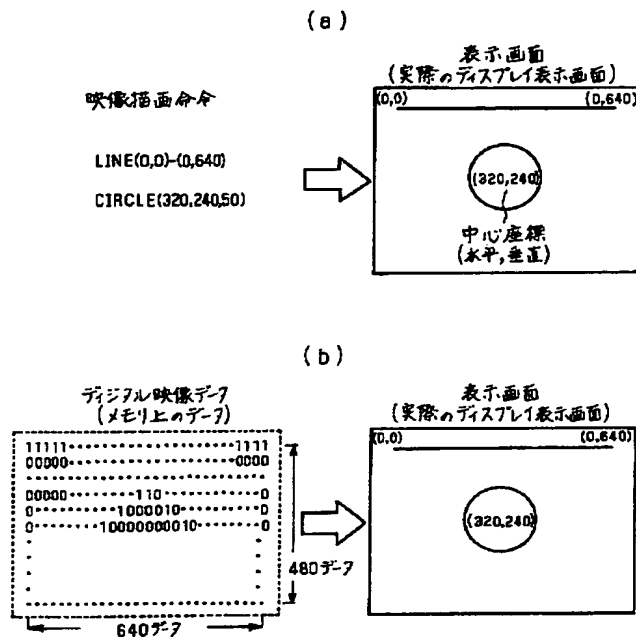 (a)
映像描画命令
LINE(0,0)-(0,640)
CIRCLE(320,240,50)
表示画面
(実際のディスプレイ表示画面)
(0,0)
(0,640)
(320,240)
中心座標
(水平,垂直)
(b)
ディジタル映像データ
(メモリ上のデータ)
11111・・・・・・・・・・・・・・・・・・・・・・1111
00000・・・・・・・・・・・・・・・・・・・・・・0000
00000・・・・・・・・110・・・・・・・・・・・0
0・・・・・・・・・・1000010・・・・・・・・・0
0・・・・・・・・10000000010・・・・・・・0
480データ
640データ
表示画面
(実際のディスプレイ表示画面)
(0,0)
(0,640)
(320,240)